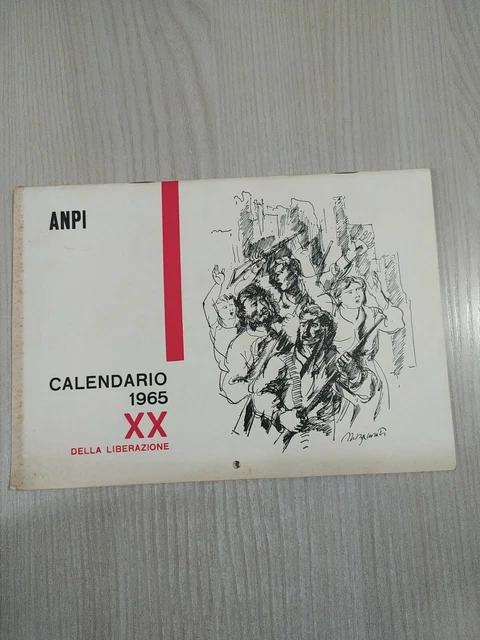 ANPI
CALENDARIO
1965
XX
DELLA LIBERAZIONE